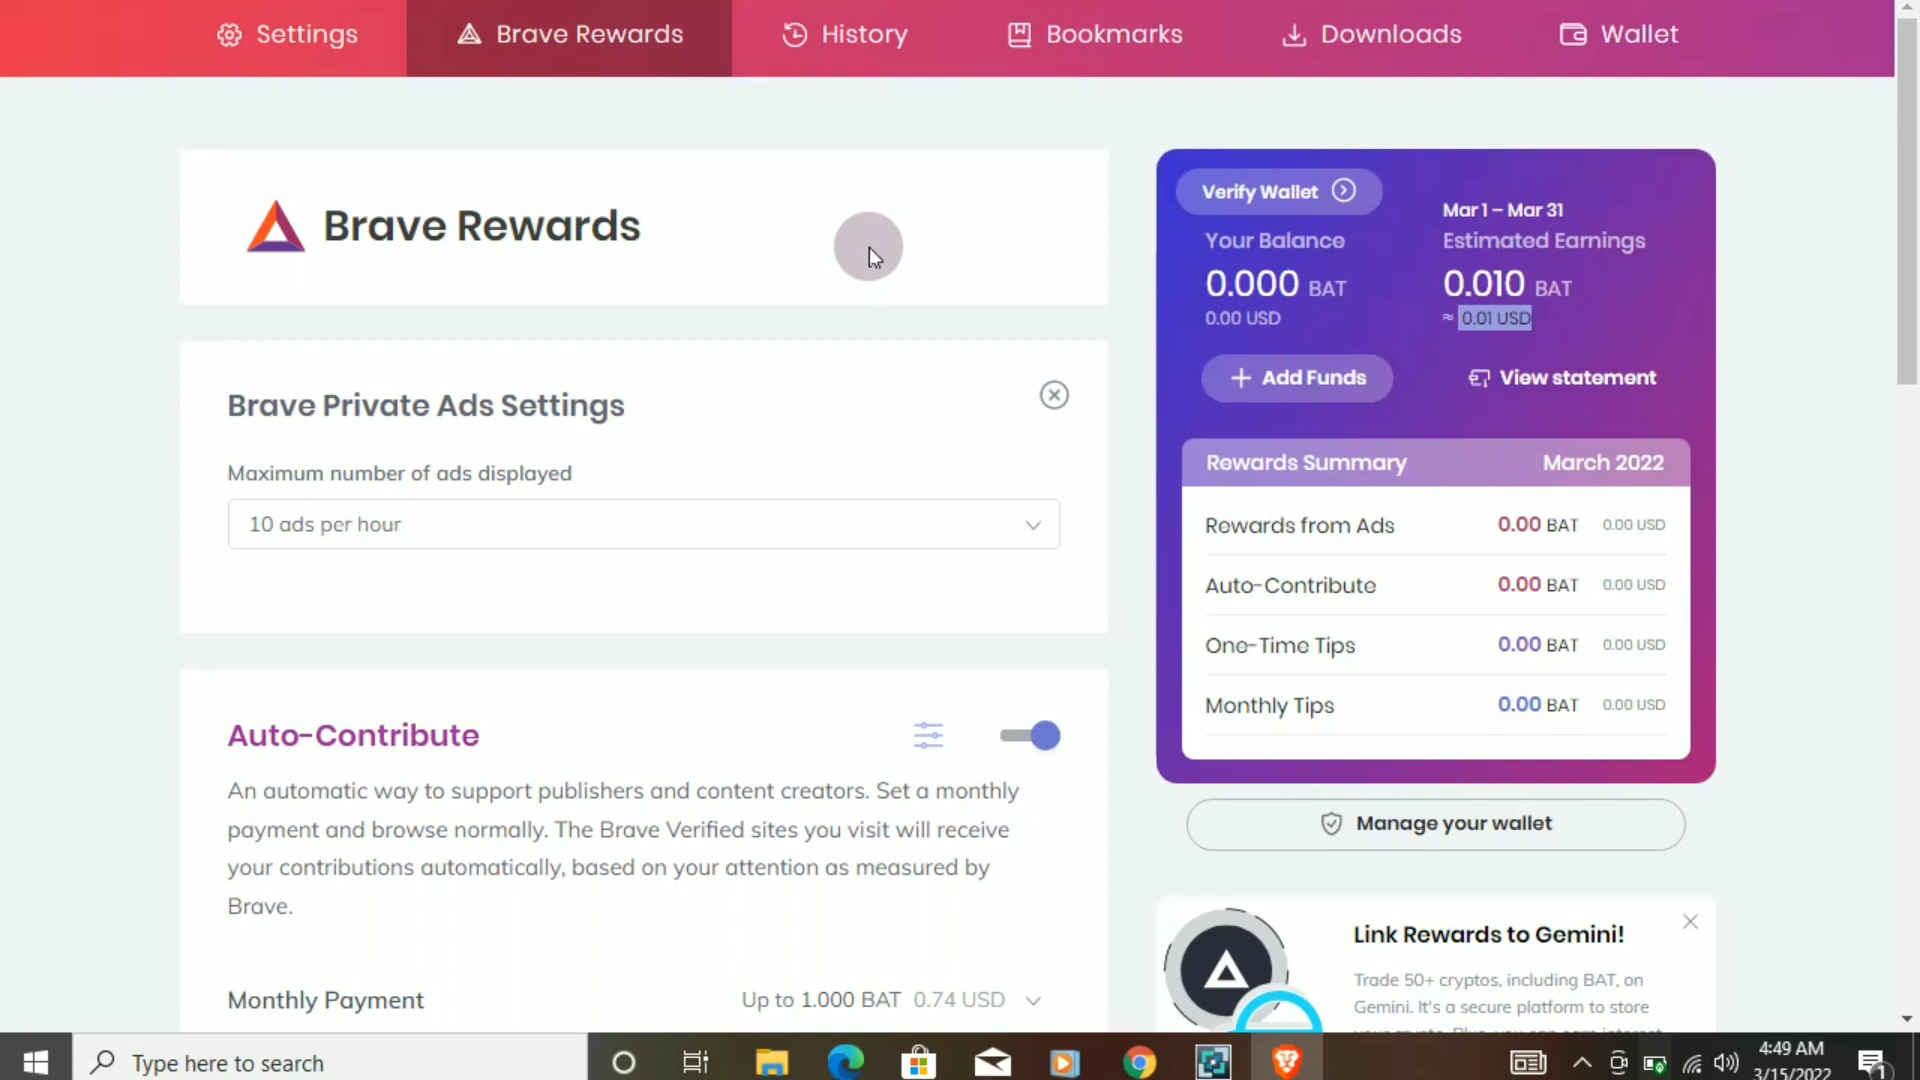 Settings
Brave Rewards
History
Bookmarks
Downloads
Wallet
Brave Rewards
Brave Private Ads Settings
Maximum number of ads displayed
10 ads per hour
Auto-Contribute
An automatic way to support publishers and content creators. Set a monthly
payment and browse normally. The Brave Verified sites you visit will receive
your contributions automatically, based on your attention as measured by
Brave.
Monthly Payment
Up to 1.000 BAT 0.74 USD
Verify Wallet
Your Balance
0.000 BAT
0.00 USD
Mar 1 – Mar 31
Estimated Earnings
0.010 BAT
≈ 0.01 USD
Add Funds
View statement
Rewards Summary March 2022
Rewards from Ads 0.00 BAT 0.00 USD
Auto-Contribute 0.00 BAT 0.00 USD
One-Time Tips 0.00 BAT 0.00 USD
Monthly Tips 0.00 BAT 0.00 USD
Manage your wallet
Link Rewards to Gemini!
Trade 50+ cryptos, including BAT, on
Gemini. It's a secure platform to store
Type here to search
4:49 AM
3/15/2022
1